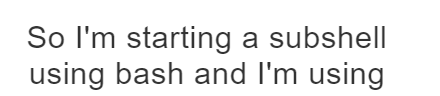 So I'm starting a subshell
using bash and I'm using